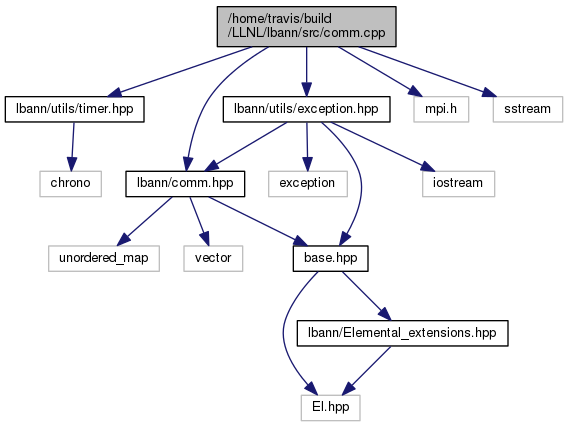 /home/travis/build
/LLNL/lbann/src/comm.cpp
lbann/utils/timer.hpp
lbann/utils/exception.hpp
mpi.h
sstream
chrono
lbann/comm.hpp
exception
iostream
unordered_map
vector
base.hpp
lbann/Elemental_extensions.hpp
El.hpp